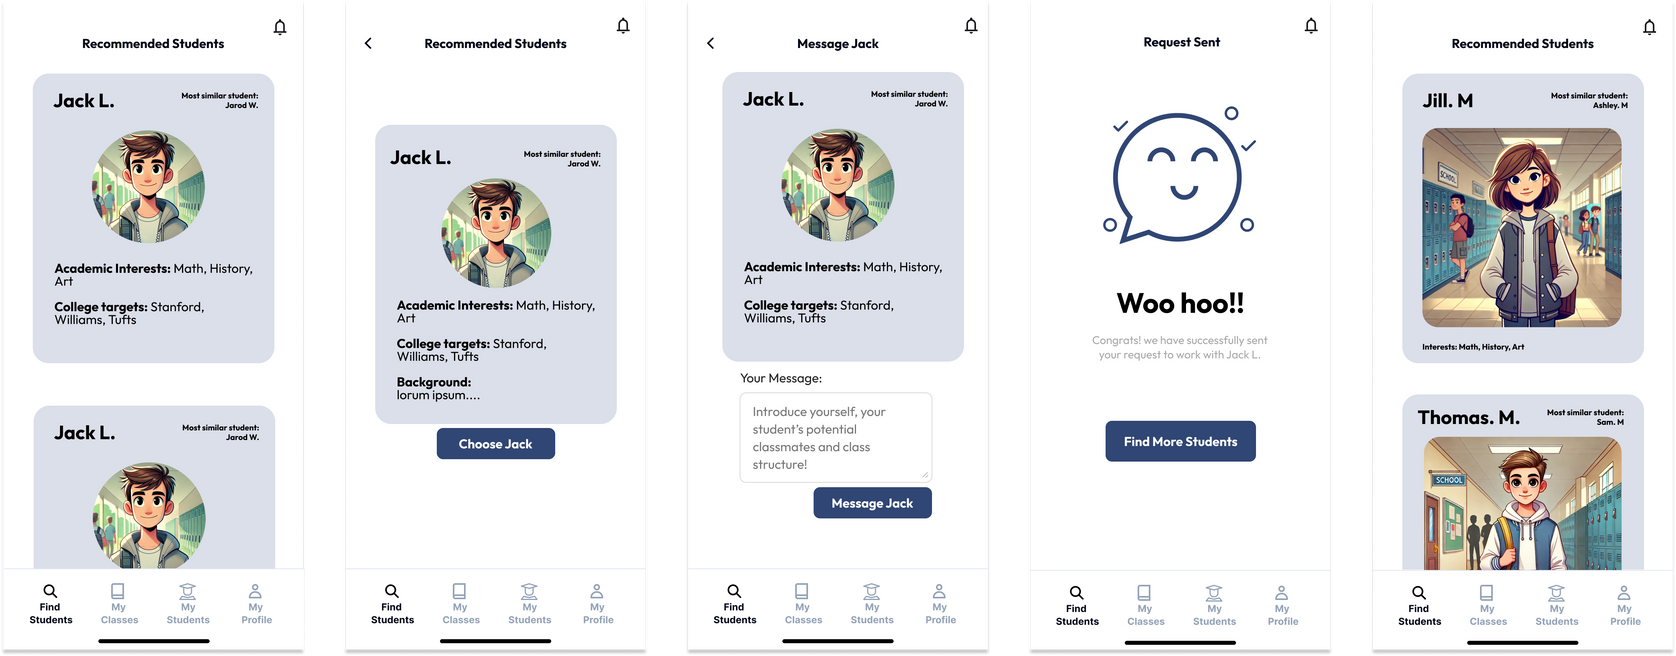 Recommended Students
Jack L.
Most similar student:
Jarod W.
Academic Interests: Math, History,
Art
College targets: Stanford,
Williams, Tufts
Jack L.
Most similar student:
Jarod W.
Find
Students
My
Classes
My
Students
My
Profile
Recommended Students
Jack L.
Most similar student:
Jarod W.
Academic Interests: Math, History,
Art
College targets: Stanford,
Williams, Tufts
Background:
lorum ipsum....
Choose Jack
Find
Students
My
Classes
My
Students
My
Profile
Message Jack
Jack L.
Most similar student:
Jarod W.
Academic Interests: Math, History,
Art
College targets: Stanford,
Williams, Tufts
Your Message:
Introduce yourself, your
student's potential
classmates and class
structure!
Message Jack
Find
Students
My
Classes
My
Students
My
Profile
Request Sent
Woo hoo!!
Congrats! we have successfully sent
your request to work with Jack L.
Find More Students
Find
Students
My
Classes
My
Students
My
Profile
Recommended Students
Jill. M
Most similar student:
Ashley. M
SCHOOL
Interests: Math, History, Art
Thomas. M.
Most similar student:
Sam. M
SCHOOL
Find
Students
My
Classes
My
Students
My
Profile